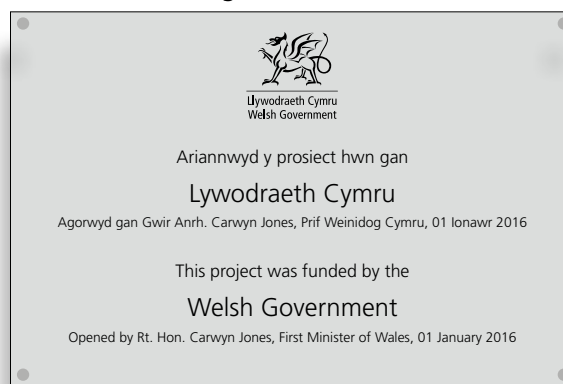 Llywodraeth Cymru
Welsh Government
Ariannwyd y prosiect hwn gan
Lywodraeth Cymru
Agorwyd gan Gwir Anrh. Carwyn Jones, Prif Weinidog Cymru, 01 Ionawr 2016
This project was funded by the
Welsh Government
Opened by Rt. Hon. Carwyn Jones, First Minister of Wales, 01 January 2016